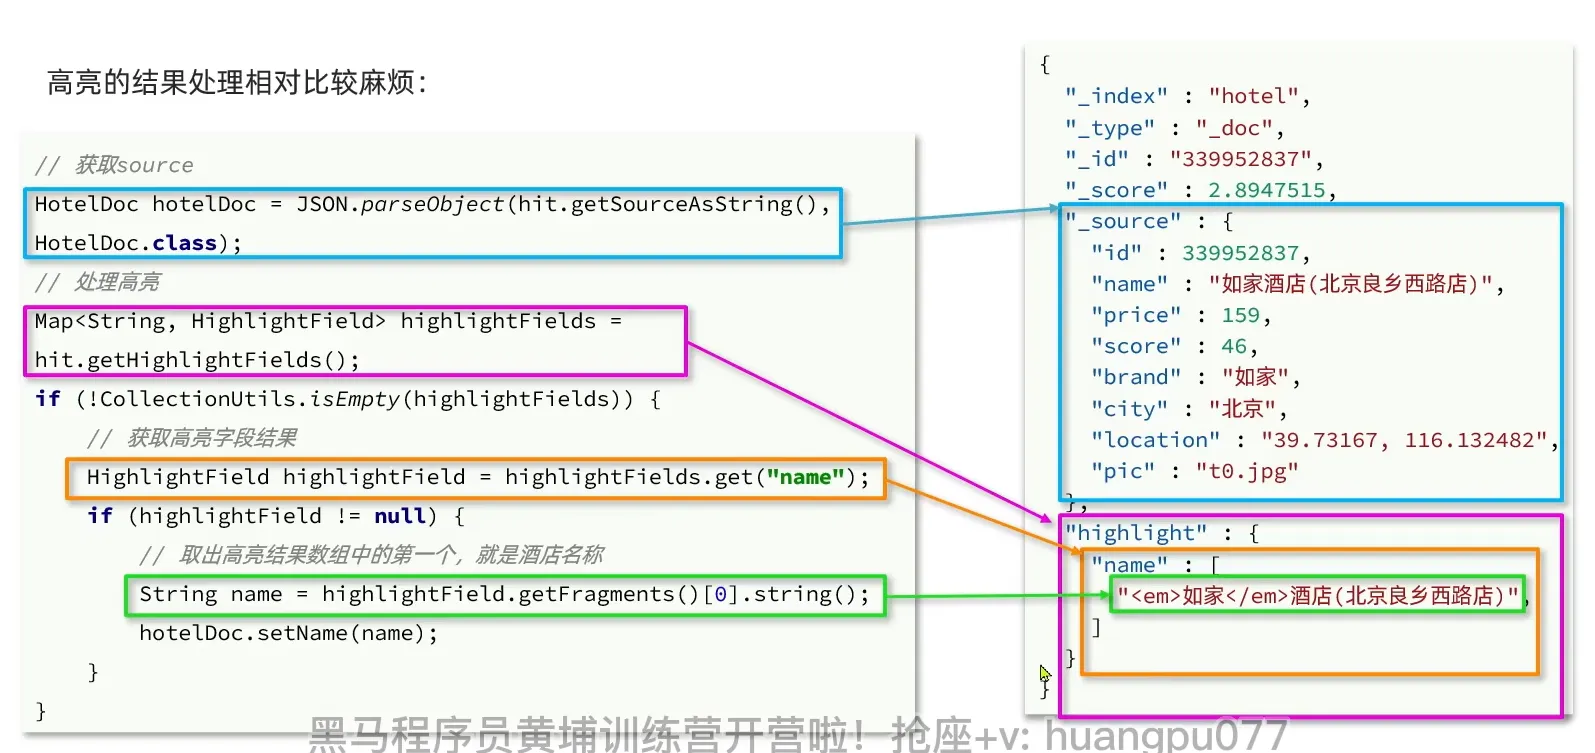 高亮的结果处理相对比较麻烦：
// 获取source
HotelDoc hotelDoc = JSON.parseObject(hit.getSourceAsString(),
HotelDoc.class);
// 处理高亮
Map<String, HighlightField> highlightFields =
hit.getHighlightFields();
if (!CollectionUtils.isEmpty(highlightFields)) {
// 获取高亮字段结果
HighlightField highlightField = highlightFields.get("name");
if (highlightField != null) {
// 取出高亮结果数组中的第一个，就是酒店名称
String name = highlightField.getFragments()[0].string();
hotelDoc.setName(name);
}
}
{
"_index" : "hotel",
"_type" : "_doc",
"_id" : "339952837",
"_score" : 2.8947515,
"_source" : {
"id" : 339952837,
"name" : "如家酒店(北京良乡西路店)",
"price" : 159,
"score" : 46,
"brand" : "如家",
"city" : "北京",
"location" : "39.73167, 116.132482",
"pic" : "t0.jpg"
},
"highlight" : {
"name" : [
"<em>如家</em>酒店(北京良乡西路店)",
]
}
}
黑马程序员黄埔训练营开营啦！抢座+v: huangpu077